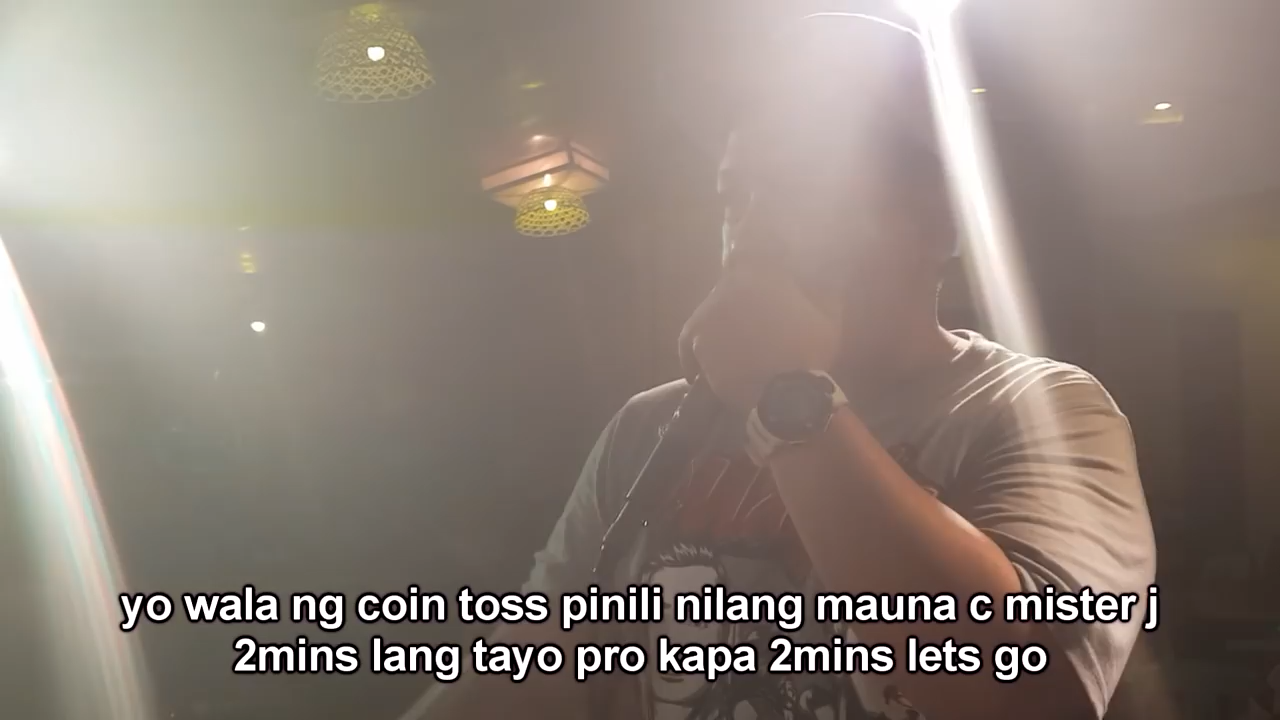 yo wala ng coin toss pinili nilang mauna c mister j
2mins lang tayo pro kapa 2mins lets go